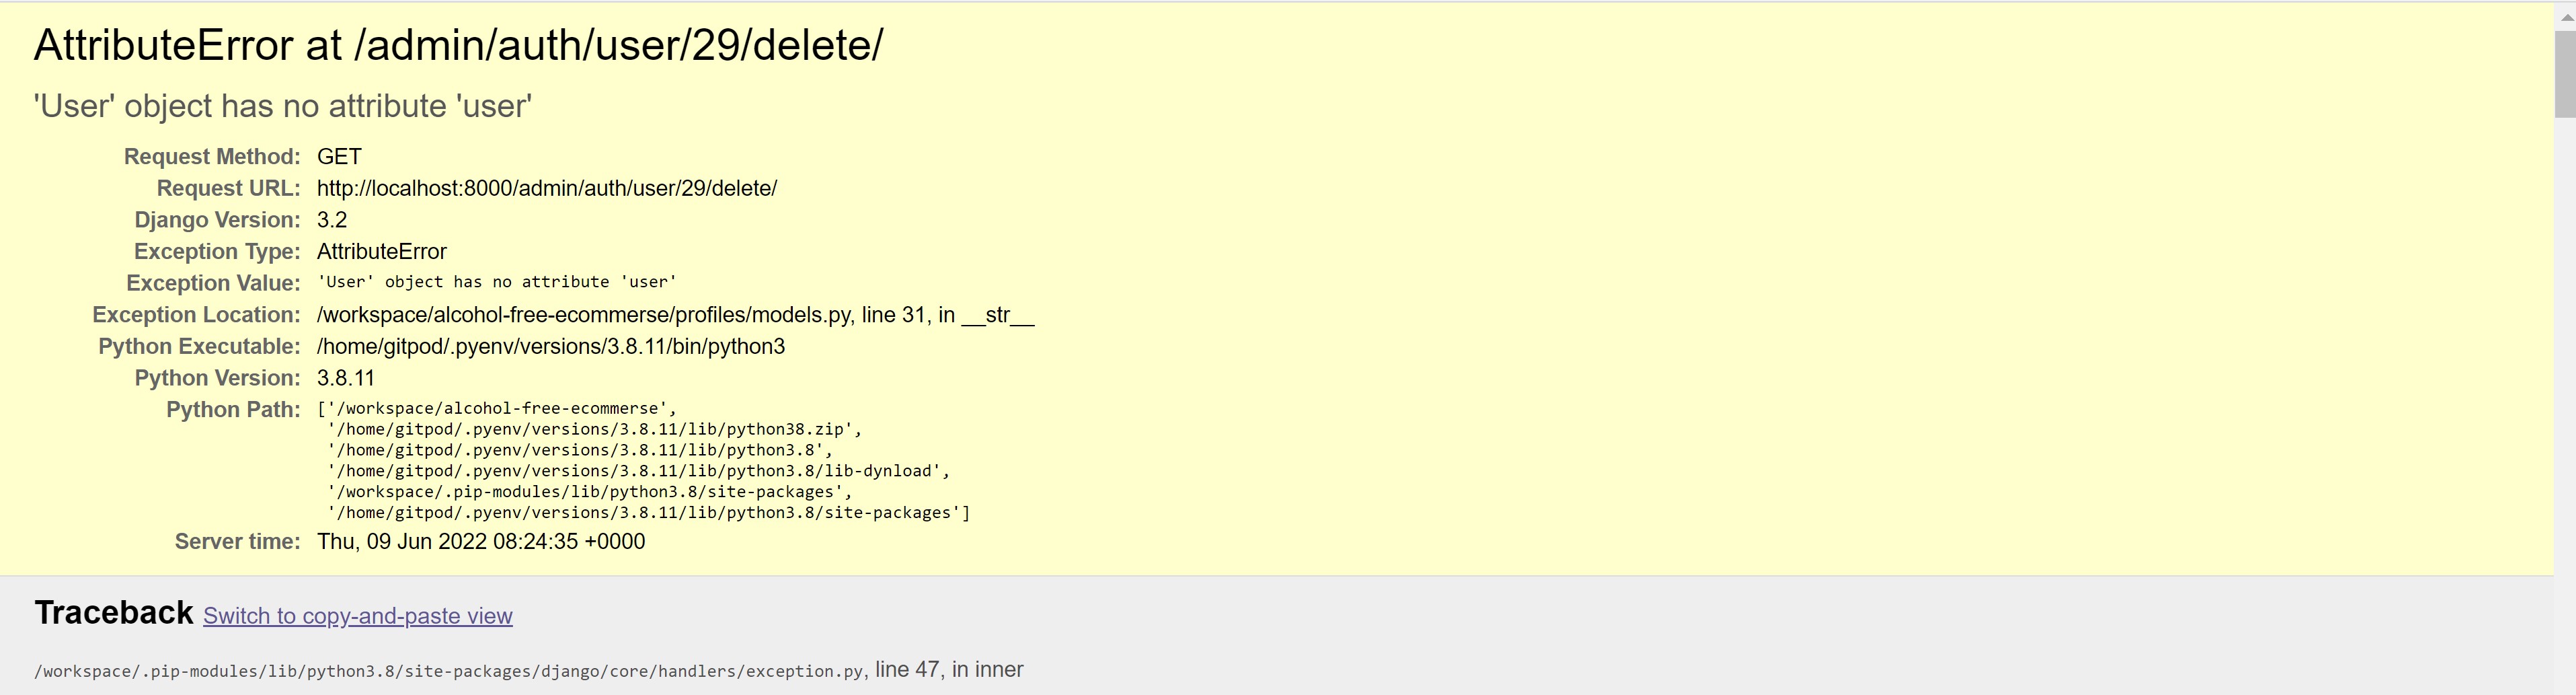 AttributeError at /admin/auth/user/29/delete/
'User' object has no attribute 'user'
Request Method: GET
Request URL: http://localhost:8000/admin/auth/user/29/delete/
Django Version: 3.2
Exception Type: AttributeError
Exception Value: 'User' object has no attribute 'user'
Exception Location: /workspace/alcohol-free-ecommerse/profiles/models.py, line 31, in __str__
Python Executable: /home/gitpod/.pyenv/versions/3.8.11/bin/python3
Python Version: 3.8.11
Python Path: ['/workspace/alcohol-free-ecommerse',
'/home/gitpod/.pyenv/versions/3.8.11/lib/python38.zip',
'/home/gitpod/.pyenv/versions/3.8.11/lib/python3.8',
'/home/gitpod/.pyenv/versions/3.8.11/lib/python3.8/lib-dynload',
'/workspace/.pip-modules/lib/python3.8/site-packages',
'/home/gitpod/.pyenv/versions/3.8.11/lib/python3.8/site-packages']
Server time: Thu, 09 Jun 2022 08:24:35 +0000
Traceback Switch to copy-and-paste view
/workspace/.pip-modules/lib/python3.8/site-packages/django/core/handlers/exception.py, line 47, in inner